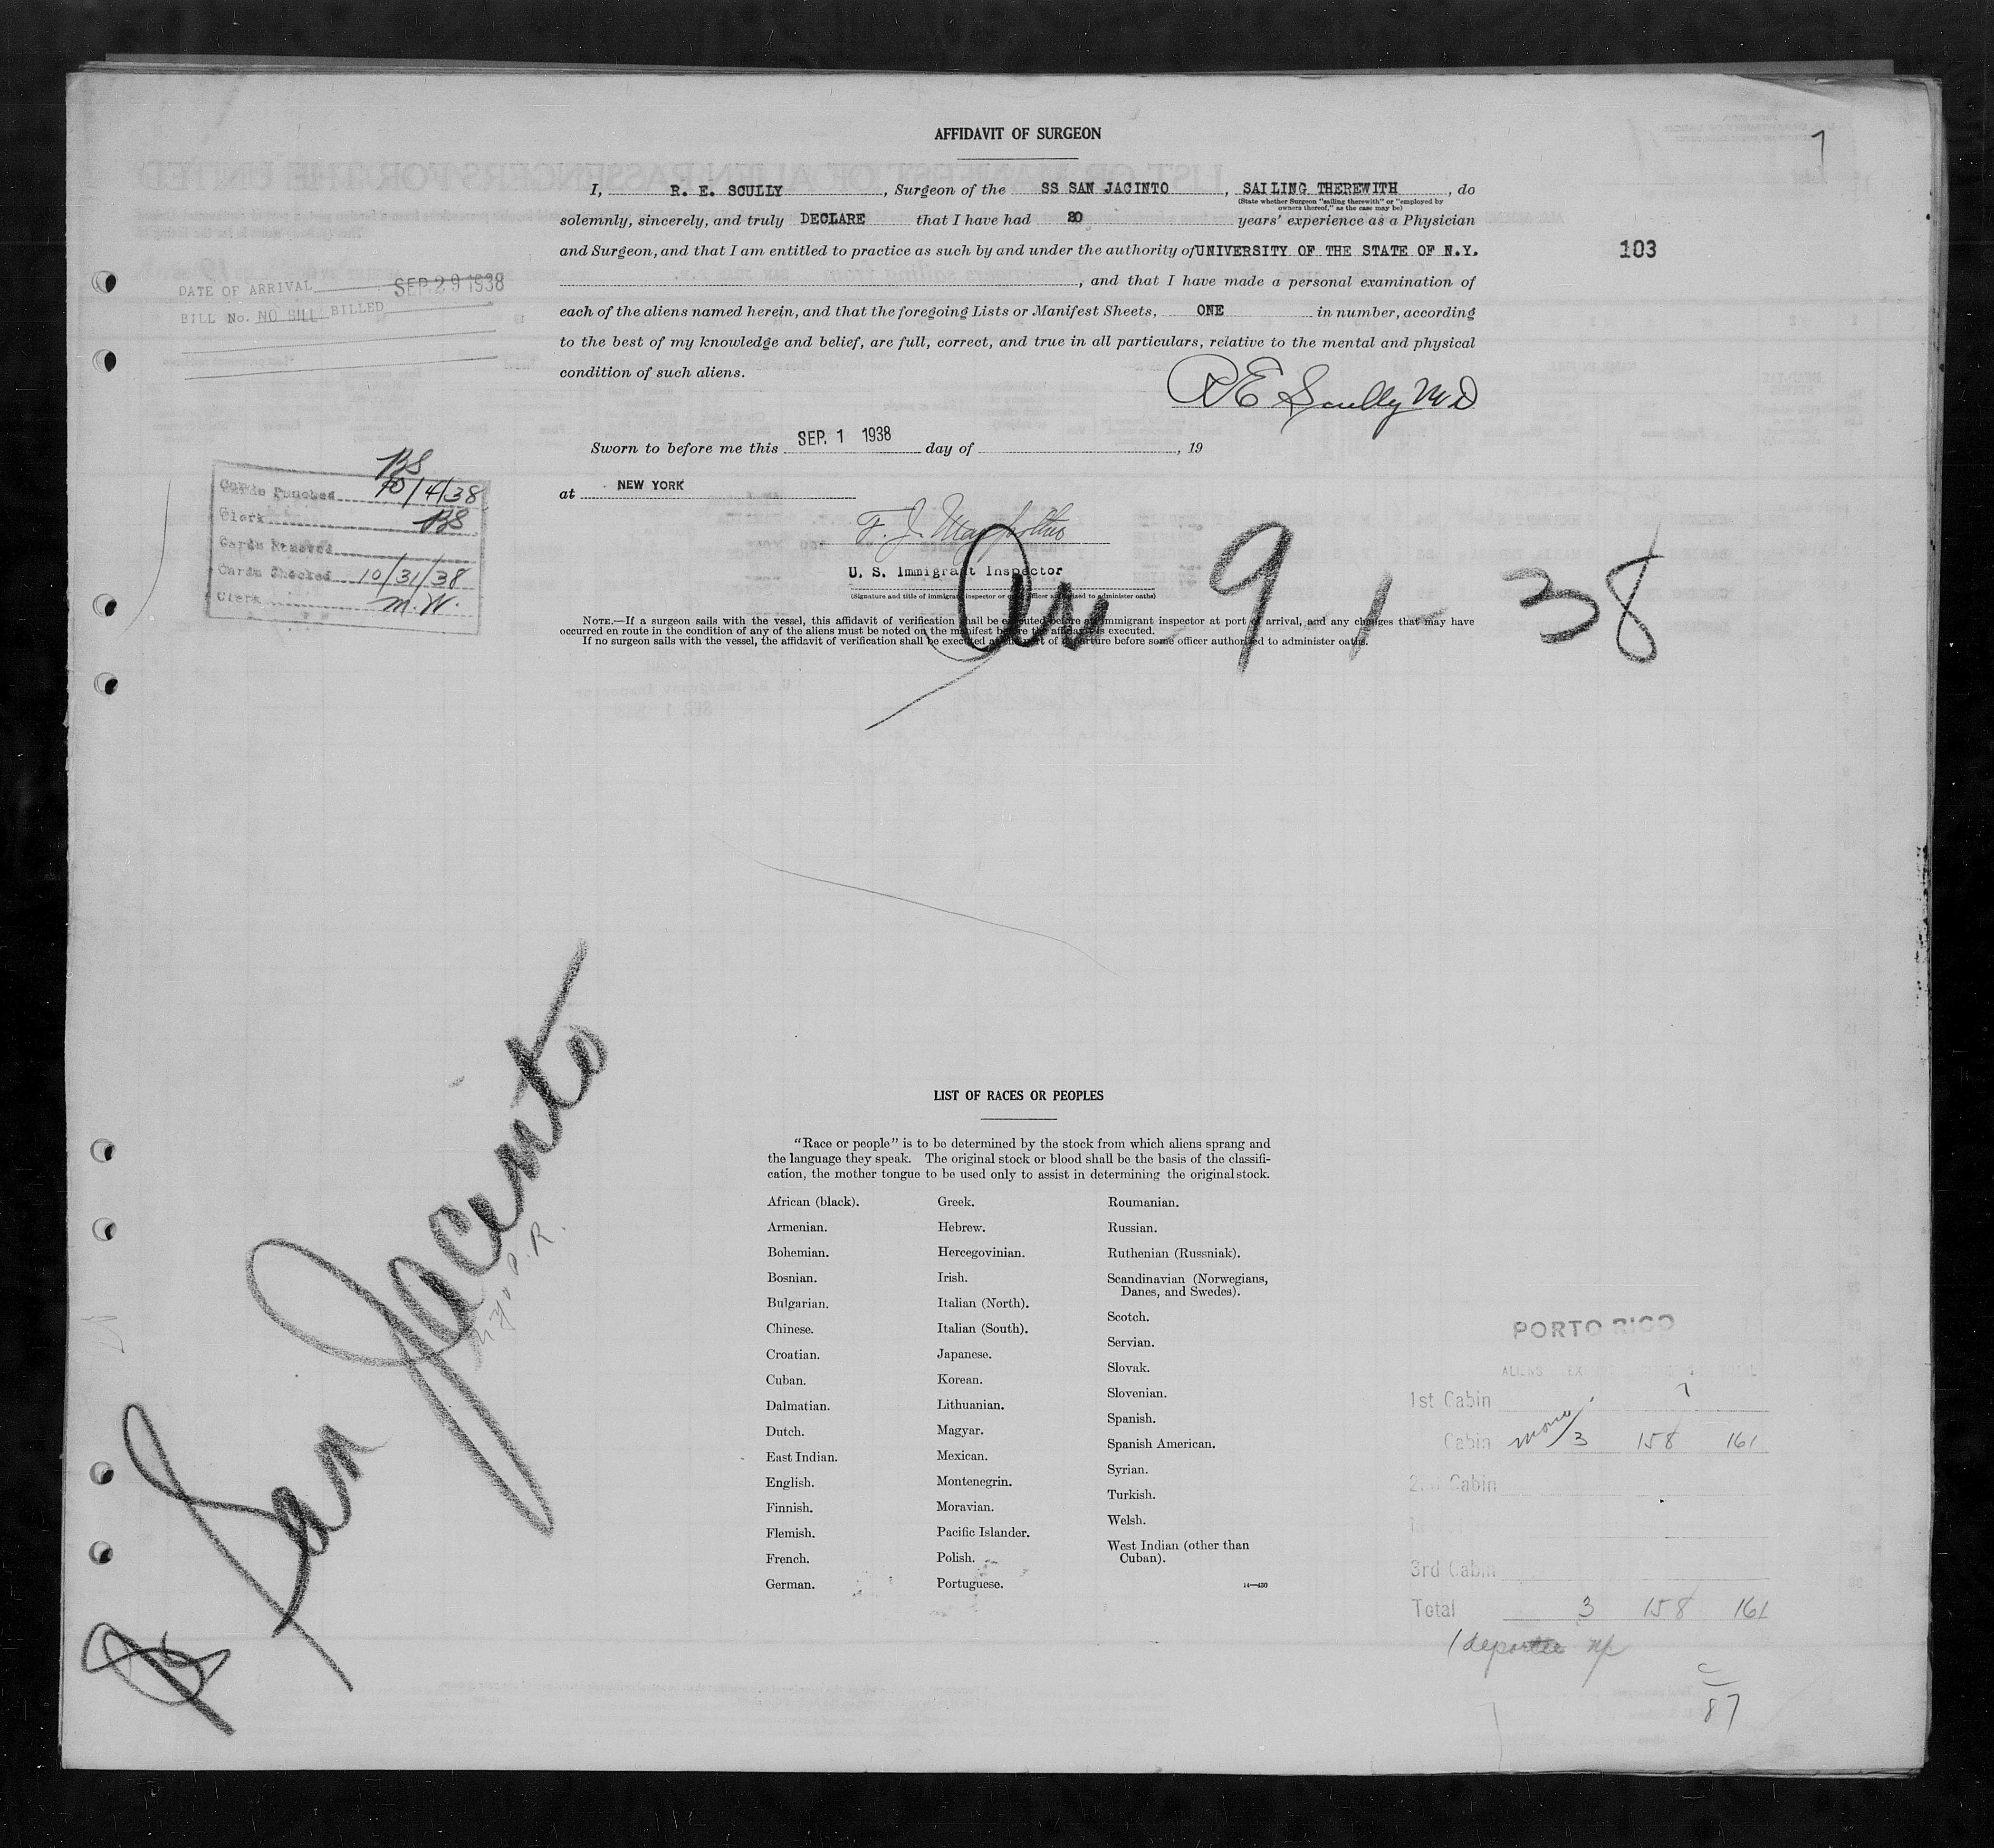 AFFIDAVIT OF SURGEON
7
I, R. E. SCULLY, Surgeon of the SS SAN JACINTO, SAILING THEREWITH, do
(State whether Surgeon "sailing therewith" or "employed by
owners thereof," as the case may be)
solemnly, sincerely, and truly DECLARE that I have had 20 years' experience as a Physician
and Surgeon, and that I am entitled to practice as such by and under the authority of UNIVERSITY OF THE STATE OF N.Y.
103
, and that I have made a personal examination of
each of the aliens named herein, and that the foregoing Lists or Manifest Sheets, ONE in number, according
to the best of my knowledge and belief, are full, correct, and true in all particulars, relative to the mental and physical
condition of such aliens.
R E Scully M D
DATE OF ARRIVAL SEP 29 1938
BILL No. NO BILL BILLED
Sworn to before me this SEP. 1 1938 day of , 19
at NEW YORK
F. J.
U. S. Immigrant Inspector
(Signature and title of immigrant inspector or other officer authorized to administer oaths)
Cards Punched 10/4/38
Clerk BS
Cards Removed
Cards Checked 10/31/38
Clerk M.W.
9 1 - 38
NOTE.—If a surgeon sails with the vessel, this affidavit of verification shall be executed before an immigrant inspector at port of arrival, and any changes that may have
occurred en route in the condition of any of the aliens must be noted on the manifest before the affidavit is executed.
If no surgeon sails with the vessel, the affidavit of verification shall be executed at the port of departure before some officer authorized to administer oaths.
San Jacinto
P.R.
LIST OF RACES OR PEOPLES
"Race or people" is to be determined by the stock from which aliens sprang and
the language they speak. The original stock or blood shall be the basis of the classifi-
cation, the mother tongue to be used only to assist in determining the original stock.
African (black).
Armenian.
Bohemian.
Bosnian.
Bulgarian.
Chinese.
Croatian.
Cuban.
Dalmatian.
Dutch.
East Indian.
English.
Finnish.
Flemish.
French.
German.
Greek.
Hebrew.
Hercegovinian.
Irish.
Italian (North).
Italian (South).
Japanese.
Korean.
Lithuanian.
Magyar.
Mexican.
Montenegrin.
Moravian.
Pacific Islander.
Polish.
Portuguese.
Roumanian.
Russian.
Ruthenian (Russniak).
Scandinavian (Norwegians,
Danes, and Swedes).
Scotch.
Servian.
Slovak.
Slovenian.
Spanish.
Spanish American.
Syrian.
Turkish.
Welsh.
West Indian (other than
Cuban).
14—430
PORTO RICO
ALIENS
1st Cabin
Cabin 3 158 161
2nd Cabin
3rd Cabin
Total 3 158 161
1 deportee
87